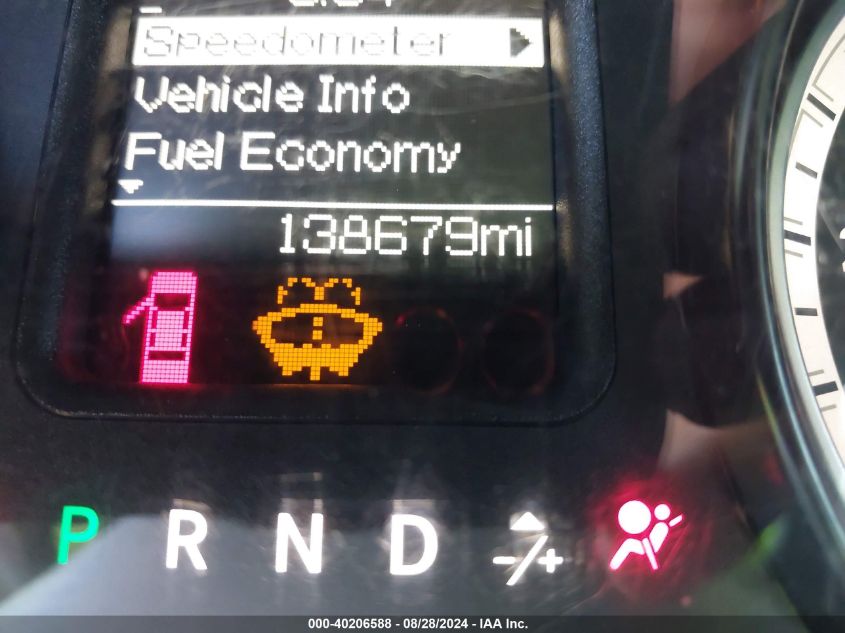 Speedometer
Vehicle Info
Fuel Economy
138679mi
P R N D -/+
000-40206588 - 08/28/2024 - IAA Inc.